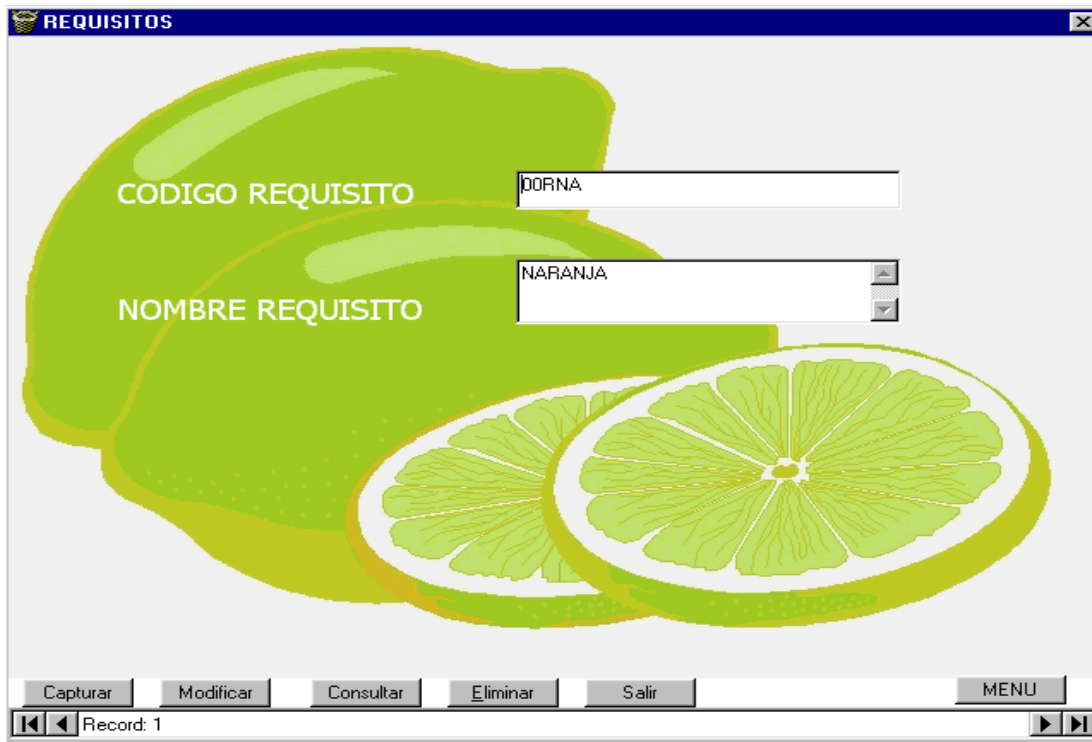 REQUISITOS
CODIGO REQUISITO
00RNA
NOMBRE REQUISITO
NARANJA
Capturar Modificar Consultar Eliminar Salir MENU
Record: 1